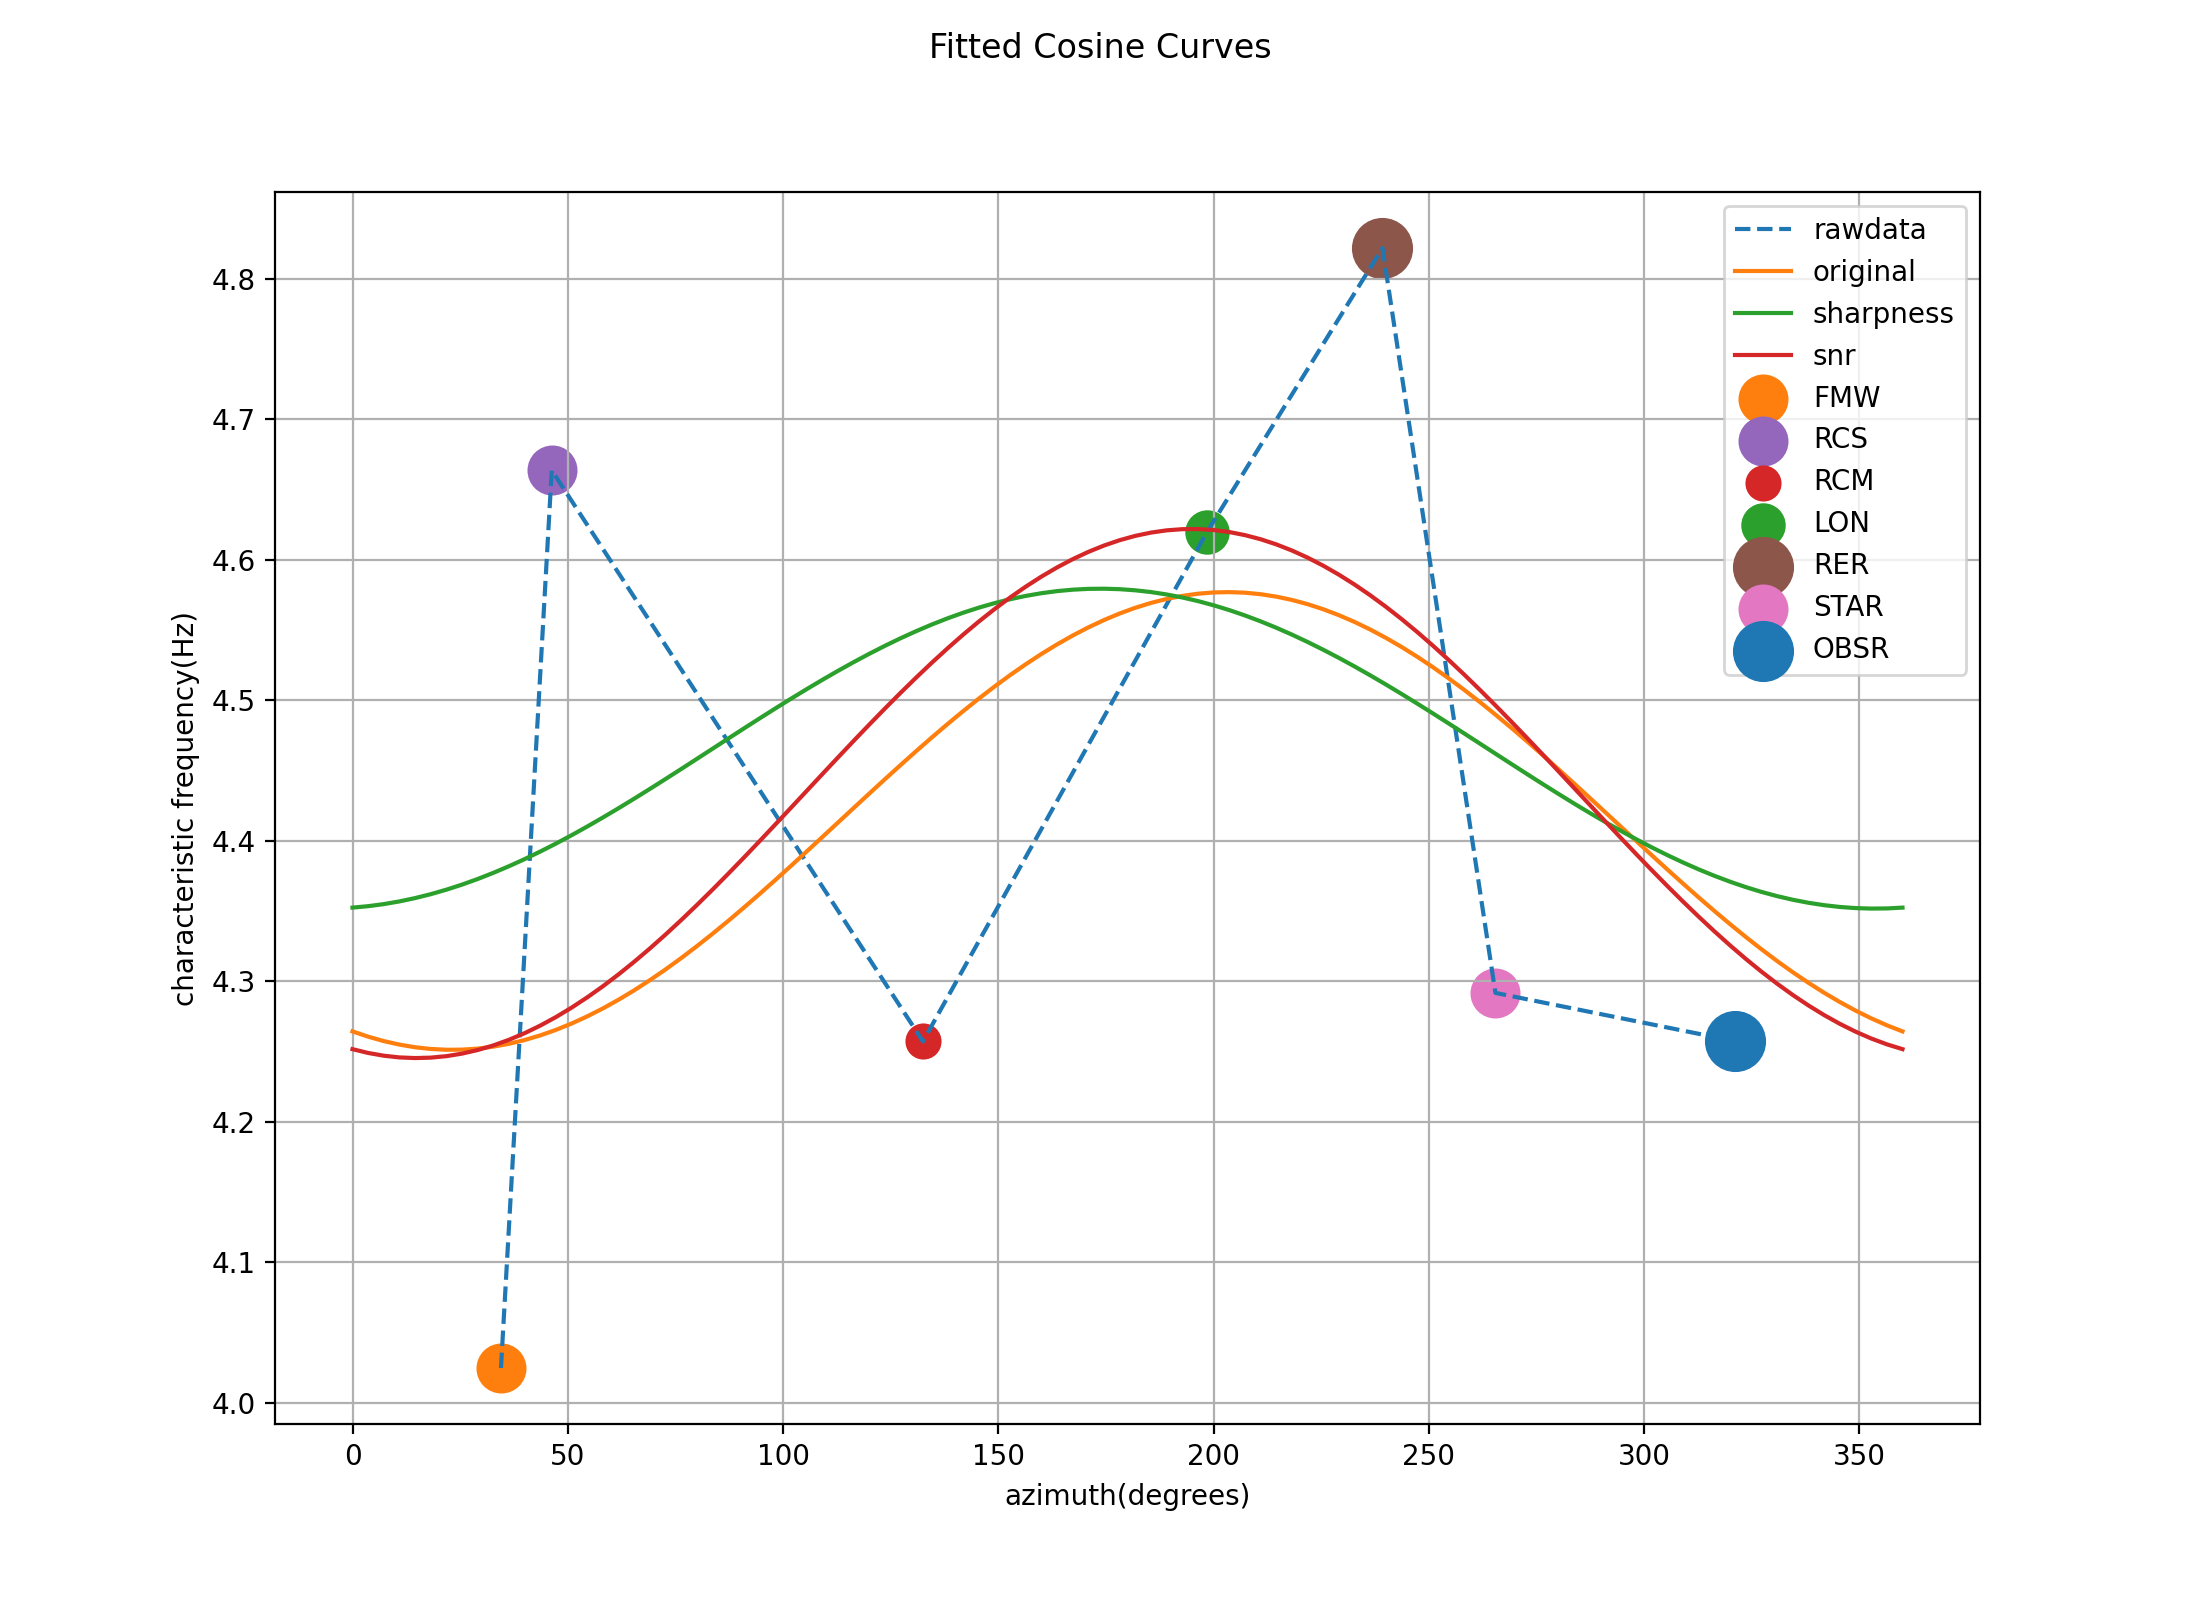 Fitted Cosine Curves
characteristic frequency(Hz)
4.8
4.7
4.6
4.5
4.4
4.3
4.2
4.1
4.0
rawdata
original
sharpness
snr
FMW
RCS
RCM
LON
RER
STAR
OBSR
0 50 100 150 200 250 300 350
azimuth(degrees)